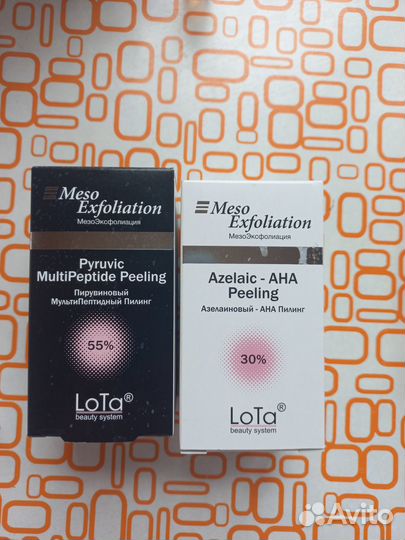 Meso
Exfoliation
МезоЭксфолиация
Pyruvic
MultiPeptide Peeling
Пирувиновый
МультиПептидный Пилинг
55%
LoTa®
beauty system
Meso
Exfoliation
МезоЭксфолиация
Azelaic - AHA
Peeling
Азелаиновый - AHA Пилинг
30%
LoTa®
beauty system
Avito